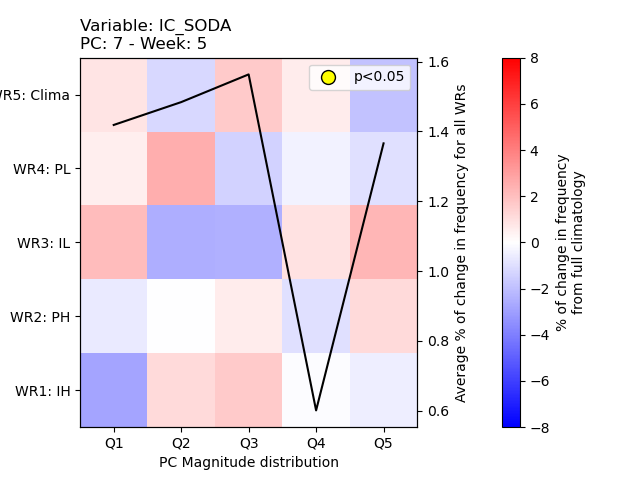 Variable: IC_SODA
PC: 7 - Week: 5
p<0.05
WR5: Clima
WR4: PL
WR3: IL
WR2: PH
WR1: IH
Q1 Q2 Q3 Q4 Q5
PC Magnitude distribution
1.6
1.4
1.2
1.0
0.8
0.6
Average % of change in frequency for all WRs
8
6
4
2
0
−2
−4
−6
−8
% of change in frequency
from full climatology